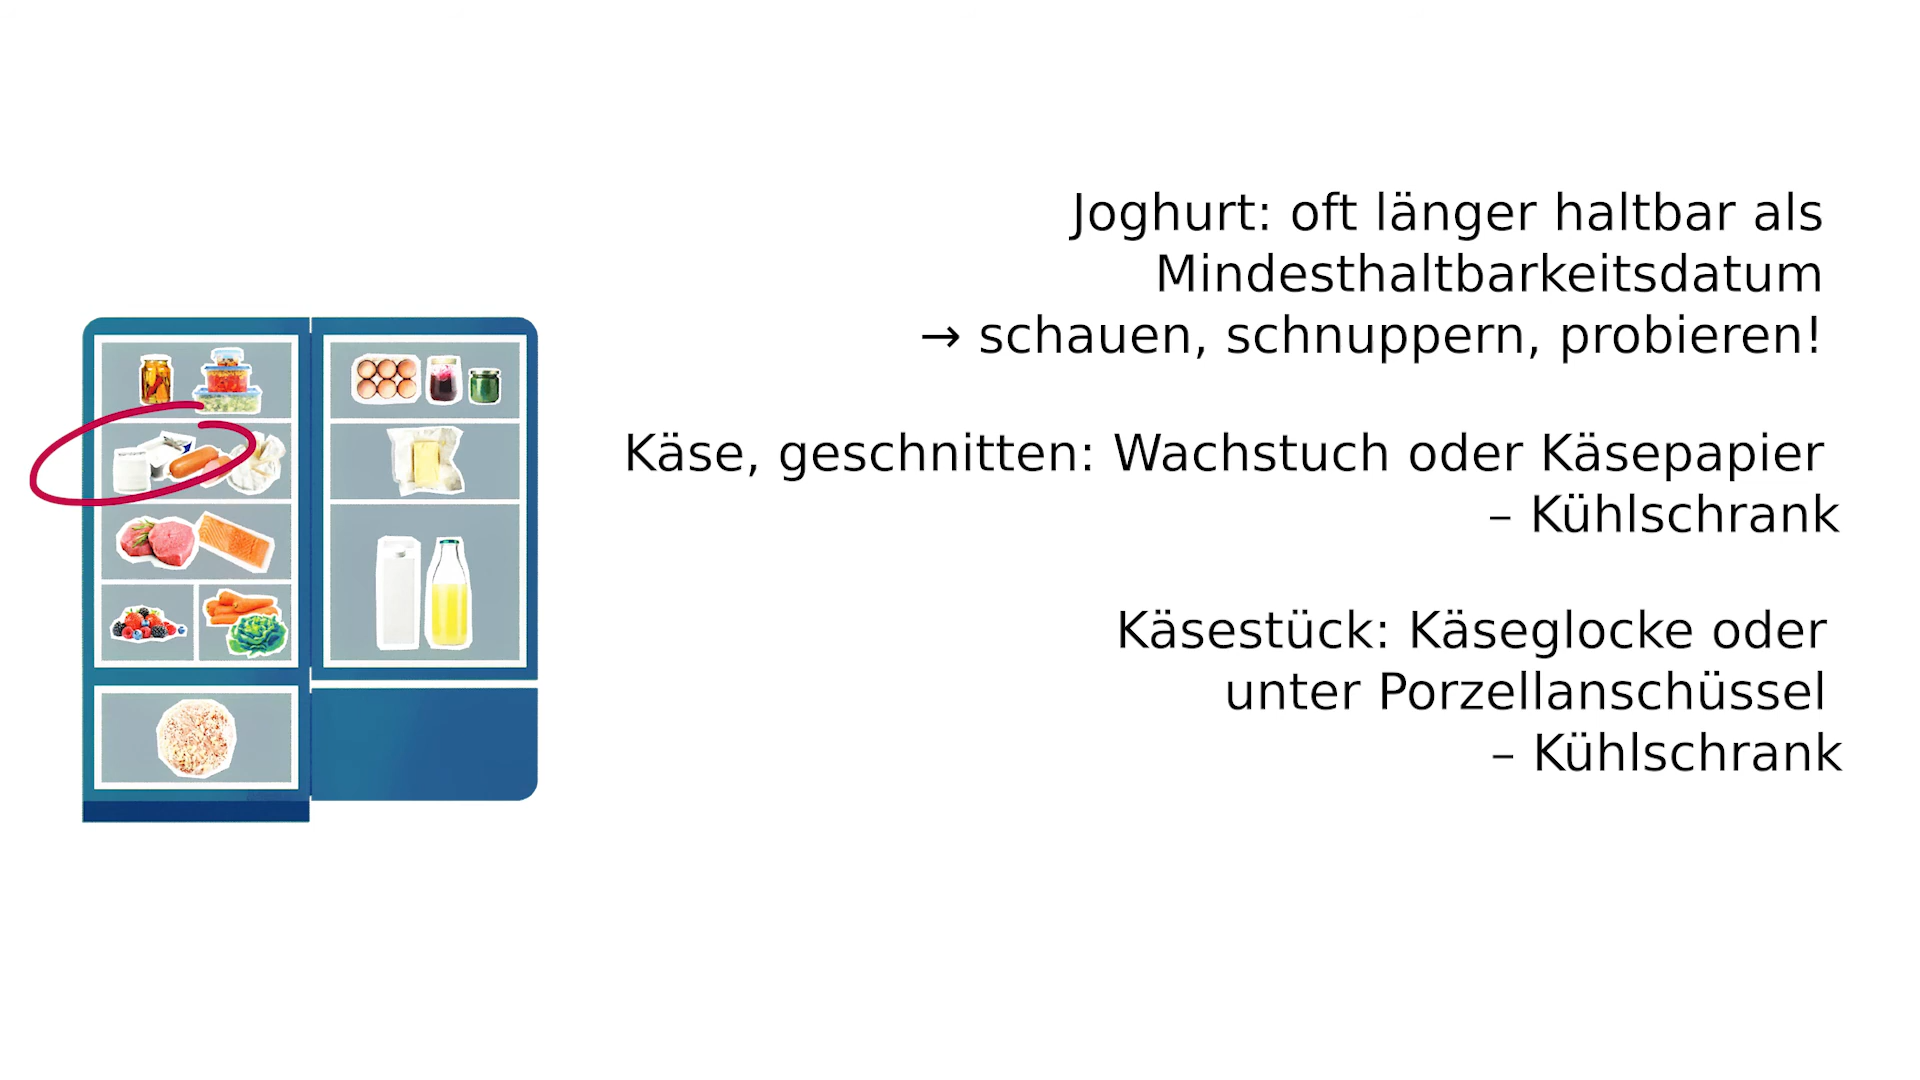 Joghurt: oft länger haltbar als
Mindesthaltbarkeitsdatum
→ schauen, schnuppern, probieren!
Käse, geschnitten: Wachstuch oder Käsepapier
– Kühlschrank
Käsestück: Käseglocke oder
unter Porzellanschüssel
– Kühlschrank